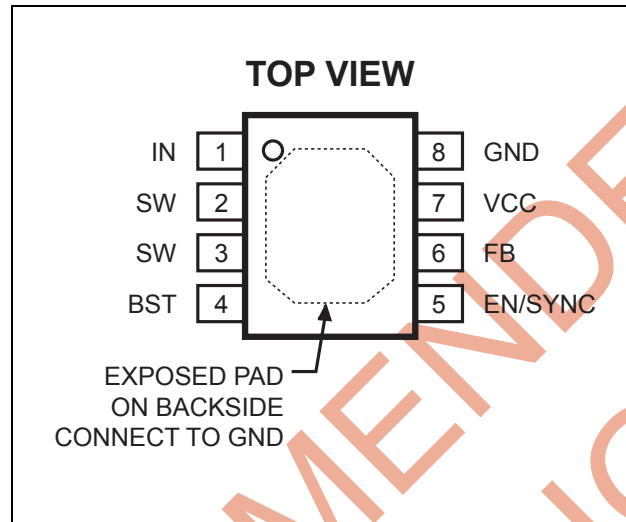 TOP VIEW
IN 1 8 GND
SW 2 7 VCC
SW 3 6 FB
BST 4 5 EN/SYNC
EXPOSED PAD
ON BACKSIDE
CONNECT TO GND